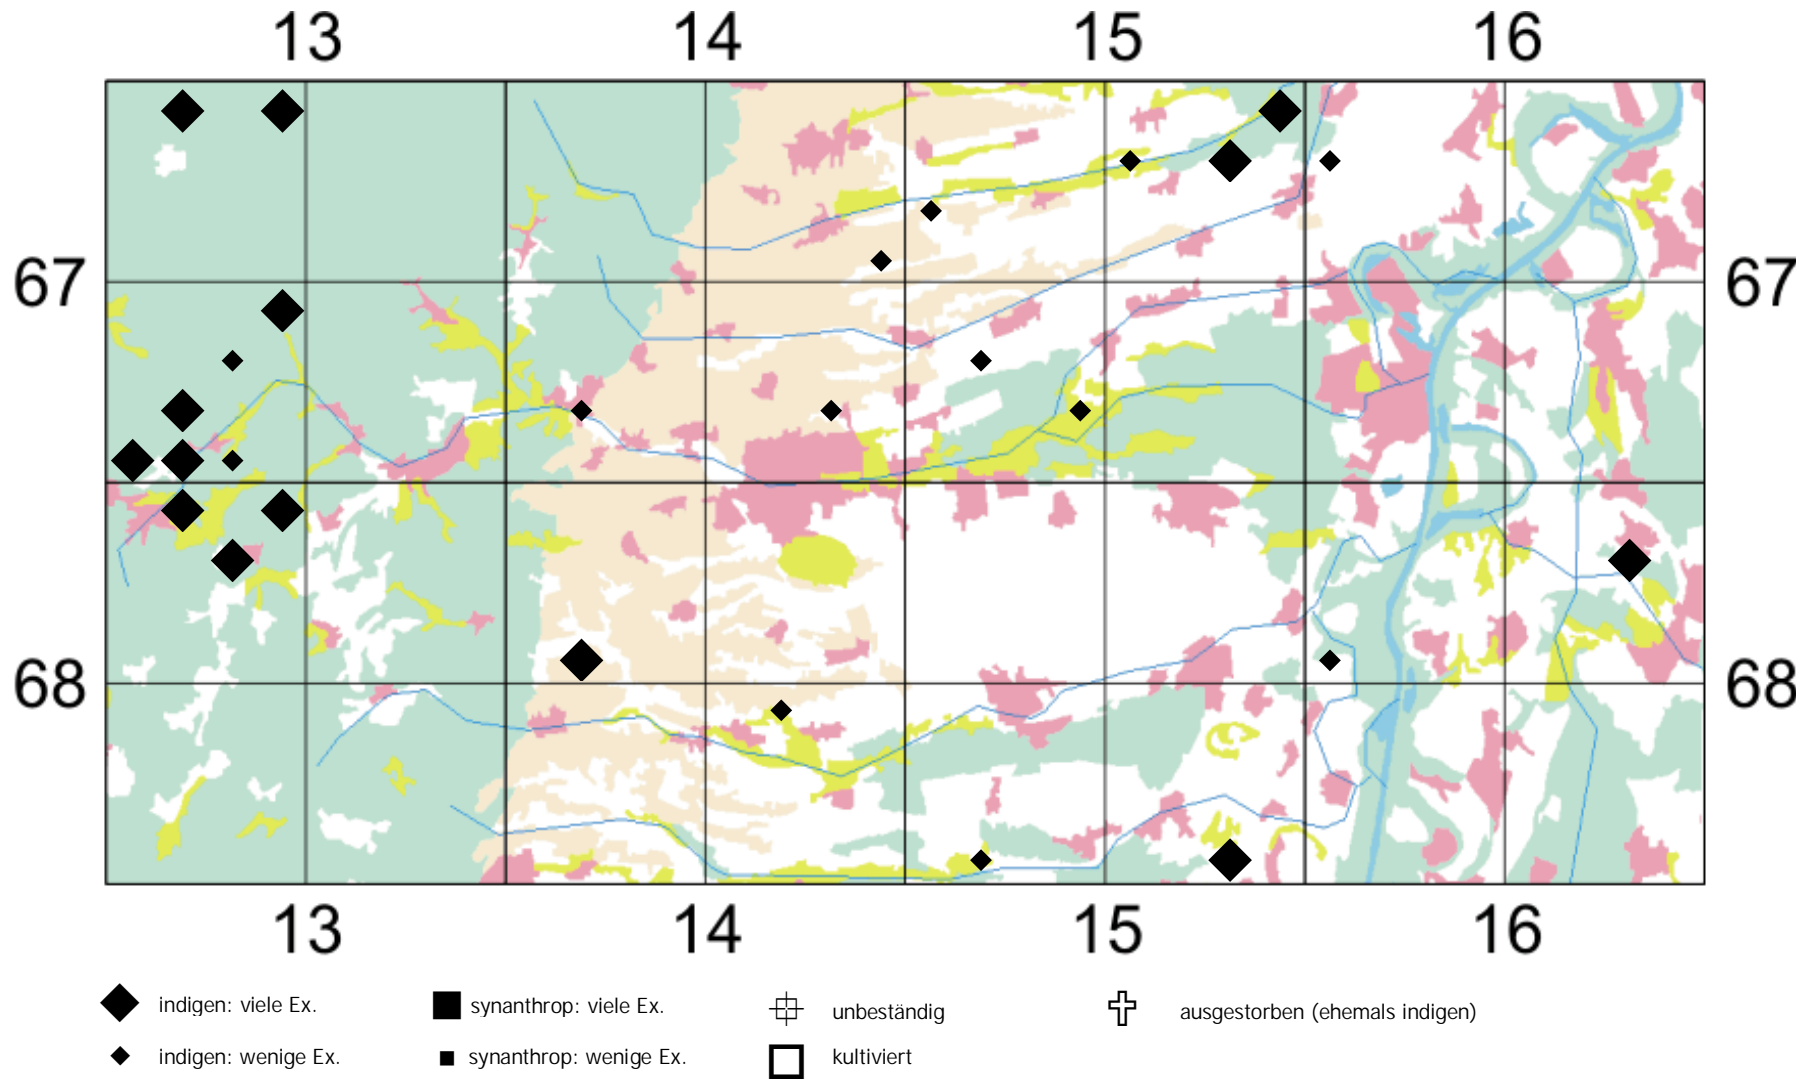 13 14 15 16
67 67
68 68
13 14 15 16
indigen: viele Ex. synanthrop: viele Ex. unbeständig ausgestorben (ehemals indigen)
indigen: wenige Ex. synanthrop: wenige Ex. kultiviert